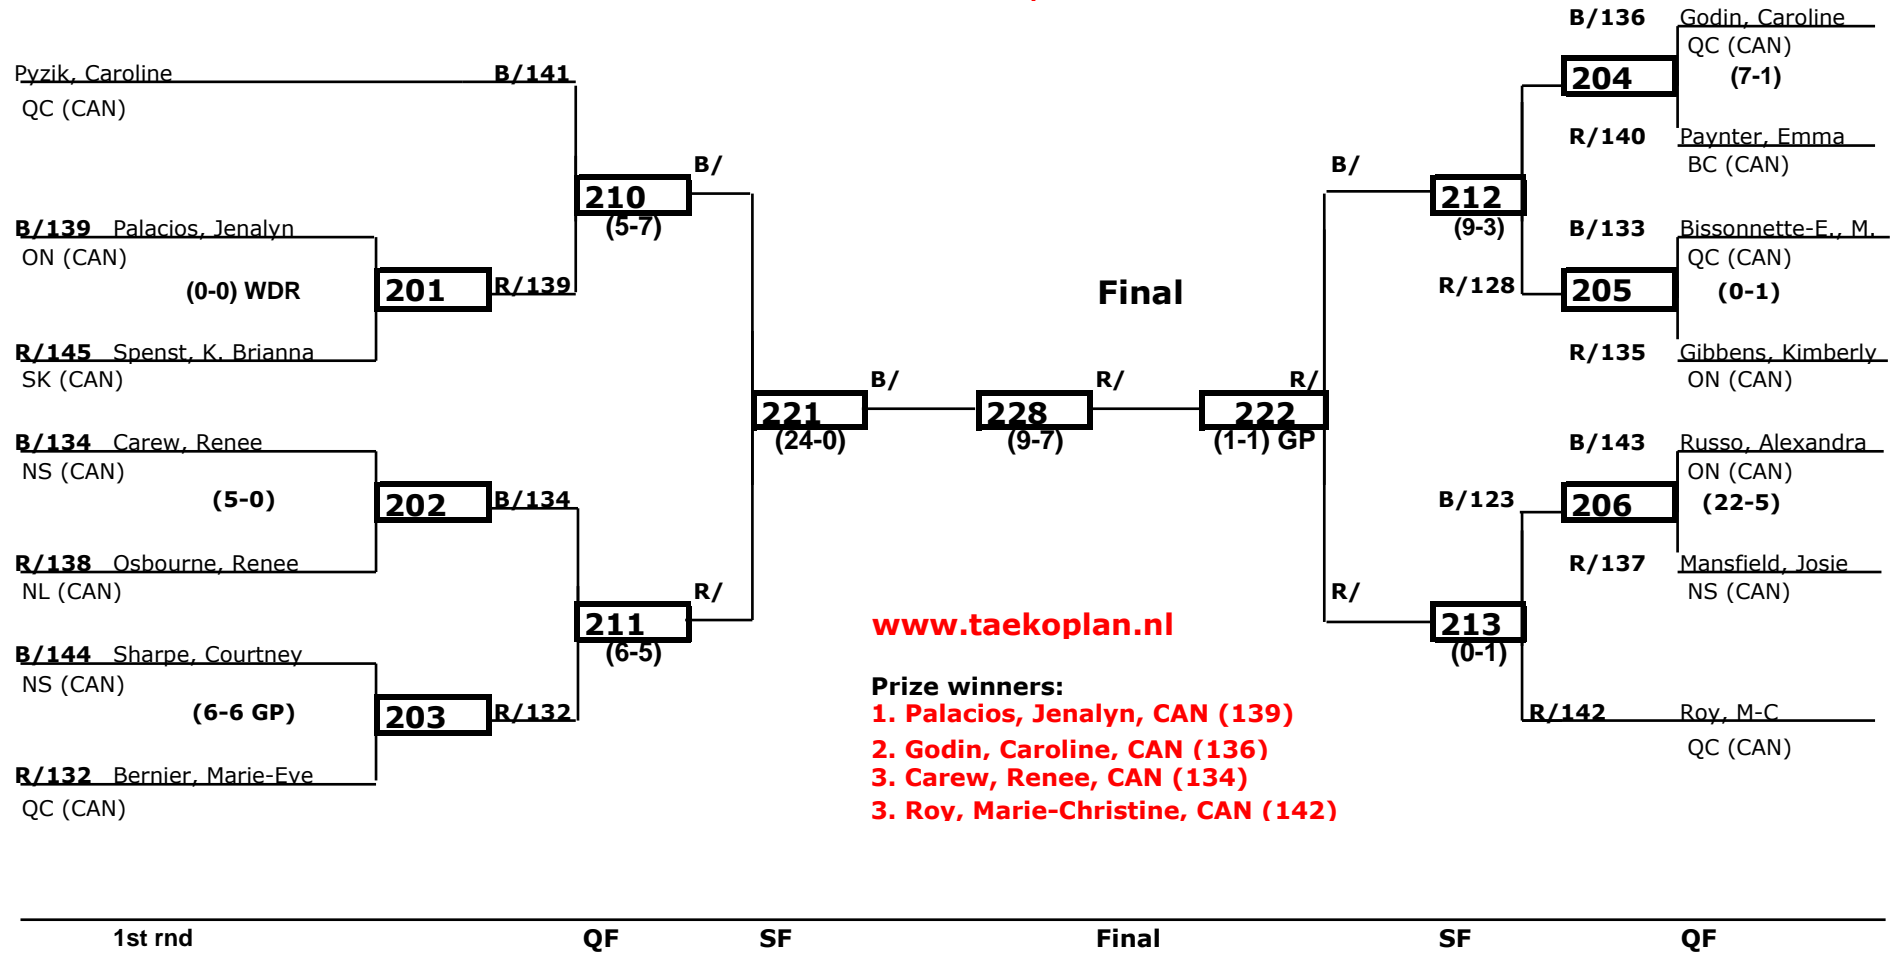 B/136 Godin, Caroline
QC (CAN)
Pyzik, Caroline B/141
204 (7-1)
QC (CAN)
R/140 Paynter, Emma
BC (CAN)
B/ B/
210 212
(5-7) (9-3)
B/139 Palacios, Jenalyn
ON (CAN)
B/133 Bissonnette-E., M.
QC (CAN)
(0-0) WDR 201 R/139
Final
R/128 205 (0-1)
R/145 Spenst, K. Brianna
SK (CAN)
R/135 Gibbens, Kimberly
ON (CAN)
B/ R/ R/
221 228 222
(24-0) (9-7) (1-1) GP
B/134 Carew, Renee
NS (CAN)
B/143 Russo, Alexandra
ON (CAN)
(5-0) 202 B/134
B/123 206 (22-5)
R/138 Osbourne, Renee
NL (CAN)
R/137 Mansfield, Josie
NS (CAN)
R/ R/
211 213
(6-5) (0-1)
www.taekoplan.nl
B/144 Sharpe, Courtney
NS (CAN)
(6-6 GP) 203 R/132
R/142 Roy, M-C
QC (CAN)
R/132 Bernier, Marie-Eve
QC (CAN)
Prize winners:
1. Palacios, Jenalyn, CAN (139)
2. Godin, Caroline, CAN (136)
3. Carew, Renee, CAN (134)
3. Roy, Marie-Christine, CAN (142)
1st rnd QF SF Final SF QF